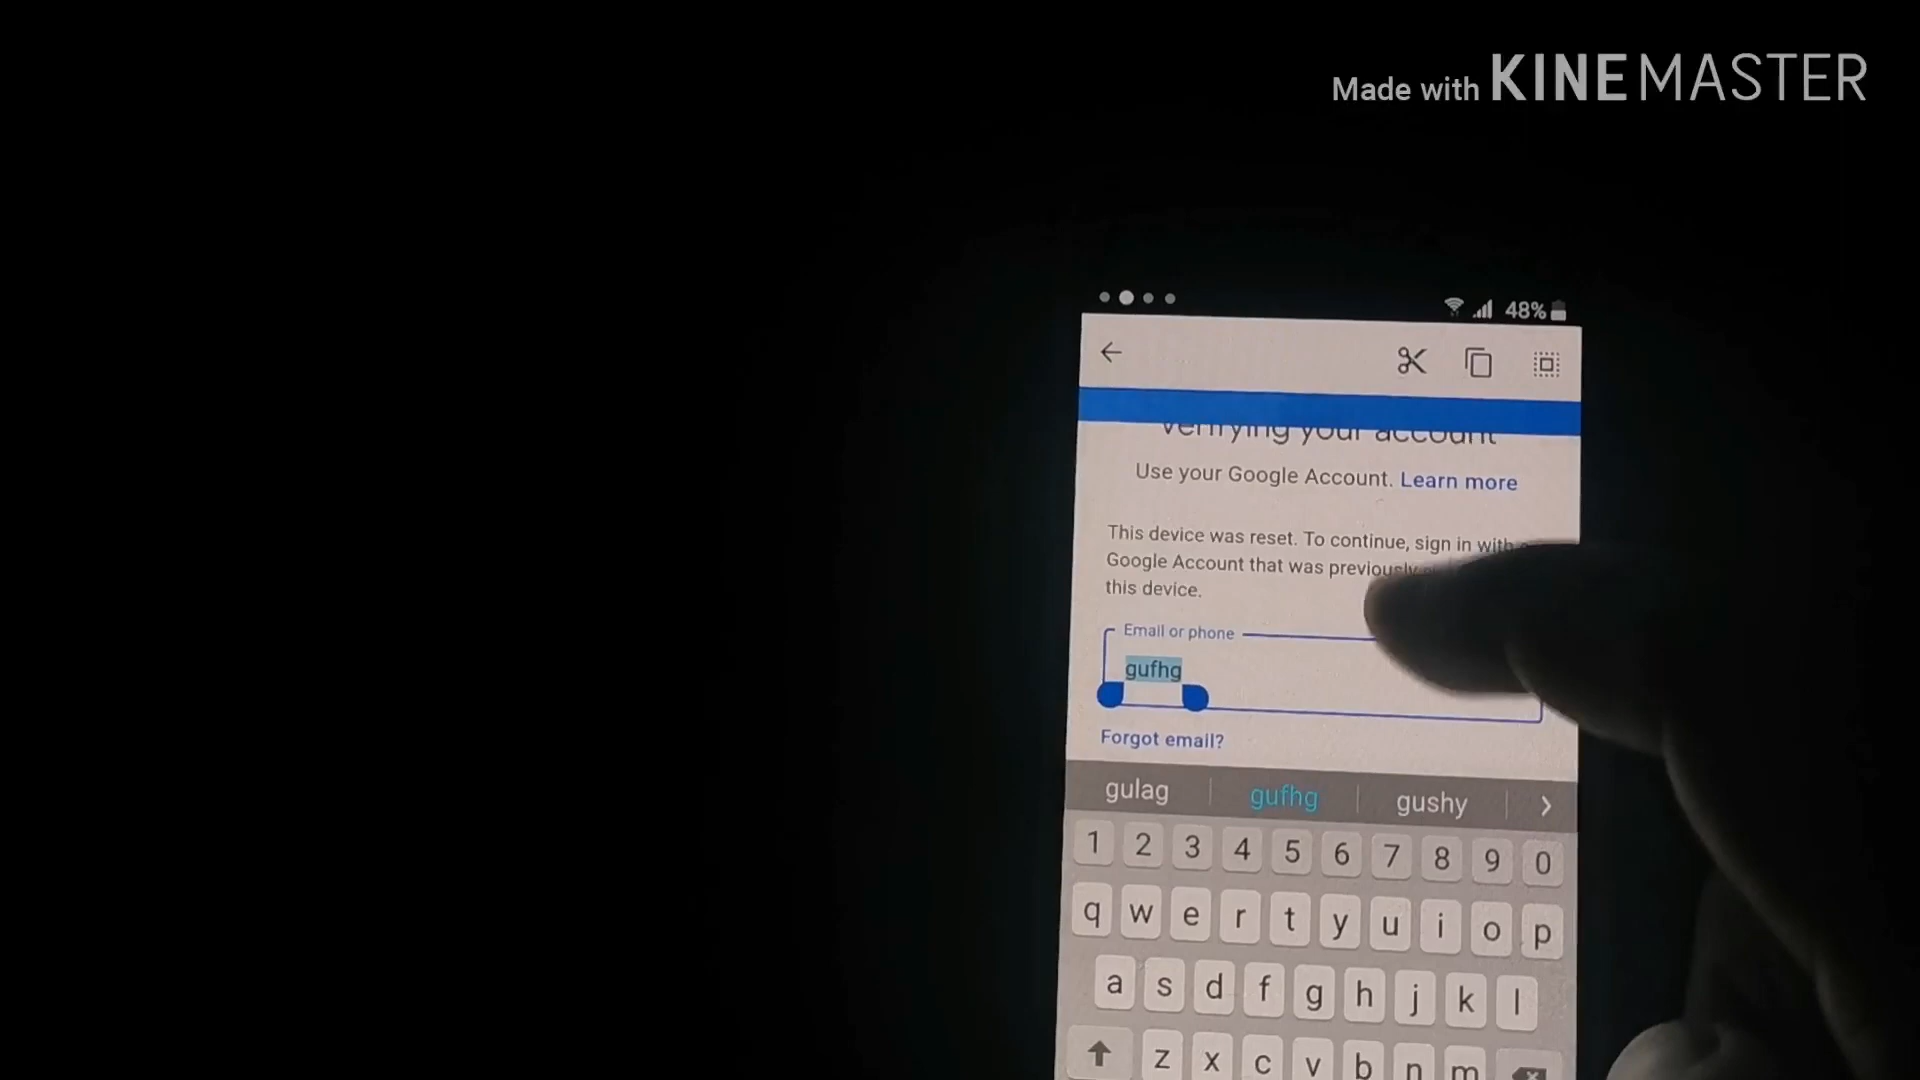 Made with KINEMASTER
48%
verifying your account
Use your Google Account. Learn more
This device was reset. To continue, sign in with
Google Account that was previously
this device.
Email or phone
gufhg
Forgot email?
gulag gufhg gushy
1 2 3 4 5 6 7 8 9 0
q w e r t y u i o p
a s d f g h j k l
z x c v b n m